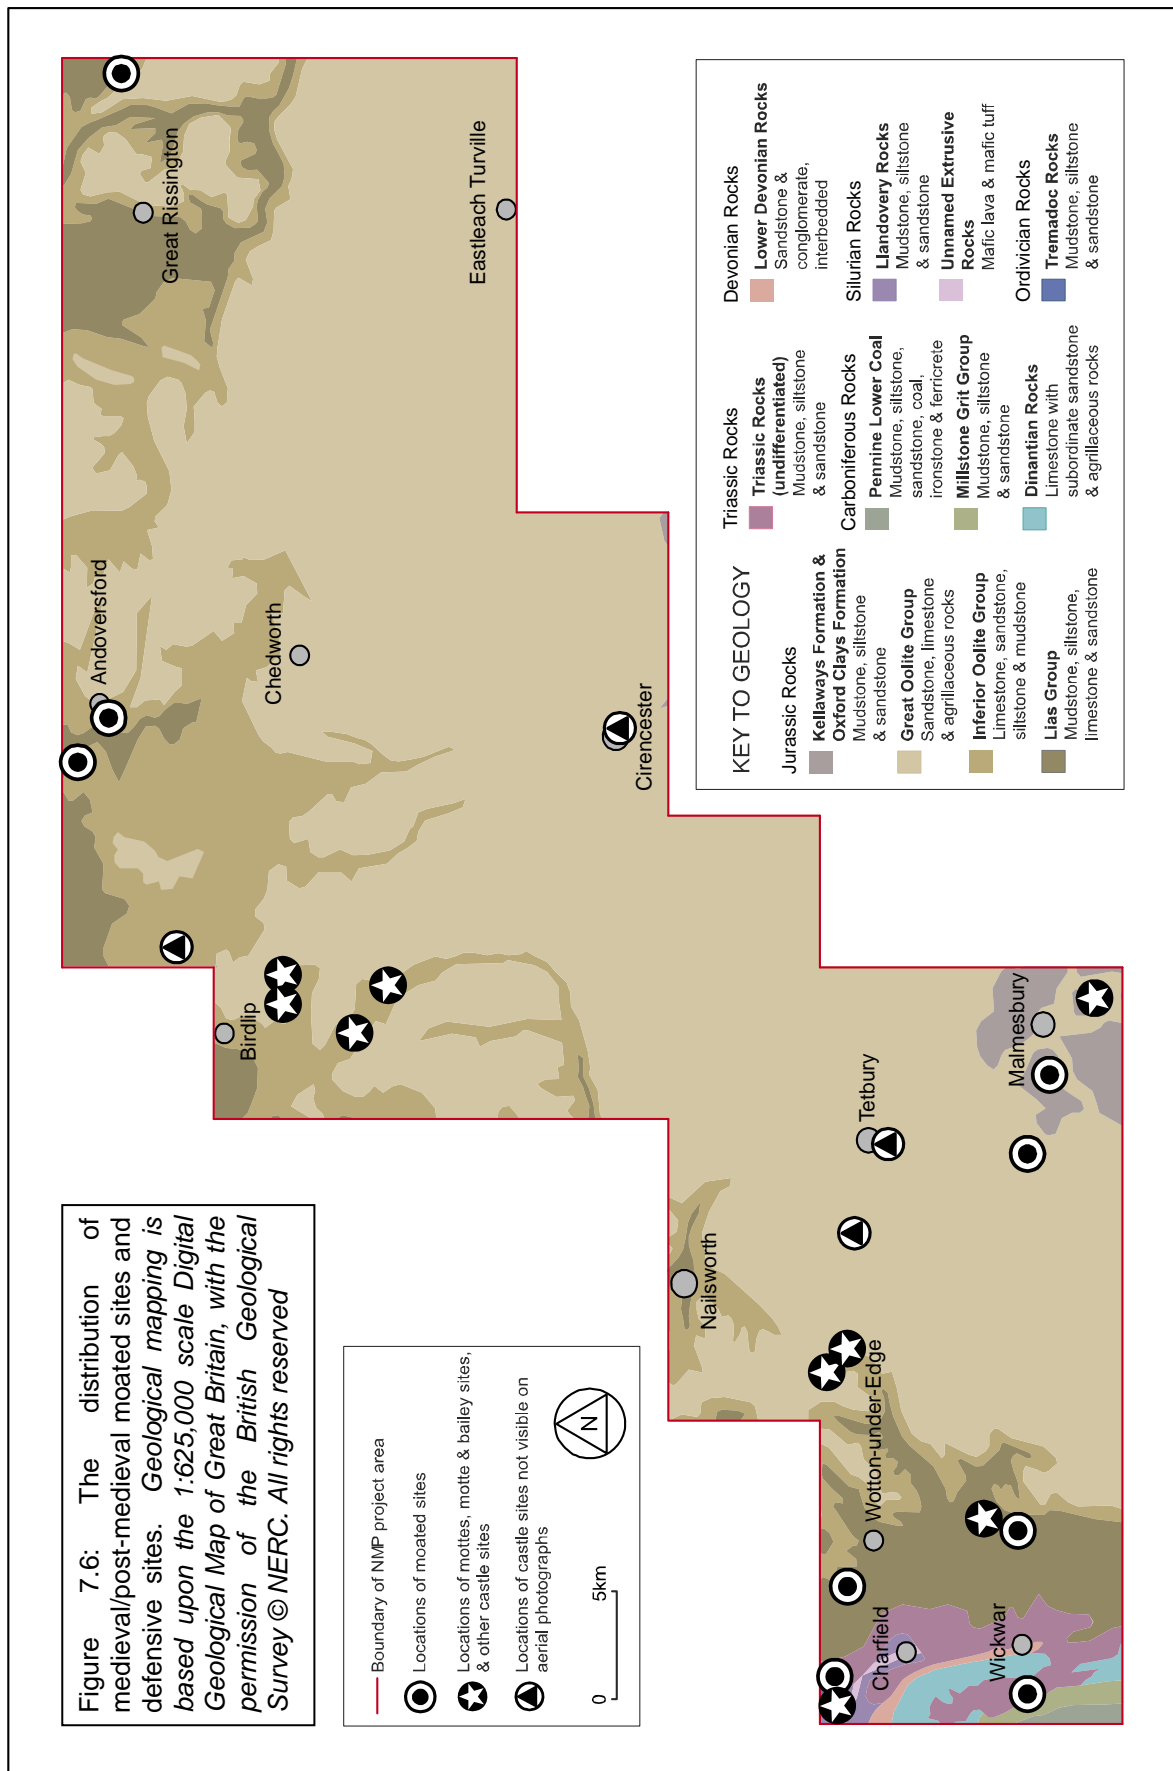 Figure 7.6: The distribution of
medieval/post-medieval moated sites and
defensive sites. Geological mapping is
based upon the 1:625,000 scale Digital
Geological Map of Great Britain, with the
permission of the British Geological
Survey © NERC. All rights reserved
Boundary of NMP project area
Locations of moated sites
Locations of mottes, motte & bailey sites,
& other castle sites
Locations of castle sites not visible on
aerial photographs
0
5km
N
Great Rissington
Andoversford
Eastleach Turville
Chedworth
Birdlip
Cirencester
Nailsworth
Tetbury
Malmesbury
Wotton-under-Edge
Charfield
Wickwar
KEY TO GEOLOGY
Jurassic Rocks
Kellaways Formation &
Oxford Clays Formation
Mudstone, siltstone
& sandstone
Great Oolite Group
Sandstone, limestone
& agrillaceous rocks
Inferior Oolite Group
Limestone, sandstone,
siltstone & mudstone
Lias Group
Mudstone, siltstone,
limestone & sandstone
Triassic Rocks
Triassic Rocks
(undifferentiated)
Mudstone, siltstone
& sandstone
Carboniferous Rocks
Pennine Lower Coal
Mudstone, siltstone,
sandstone, coal,
ironstone & ferricrete
Millstone Grit Group
Mudstone, siltstone
& sandstone
Dinantian Rocks
Limestone with
subordinate sandstone
& agrillaceous rocks
Devonian Rocks
Lower Devonian Rocks
Sandstone &
conglomerate,
interbedded
Silurian Rocks
Llandovery Rocks
Mudstone, siltstone
& sandstone
Unnamed Extrusive
Rocks
Mafic lava & mafic tuff
Ordivician Rocks
Tremadoc Rocks
Mudstone, siltstone
& sandstone